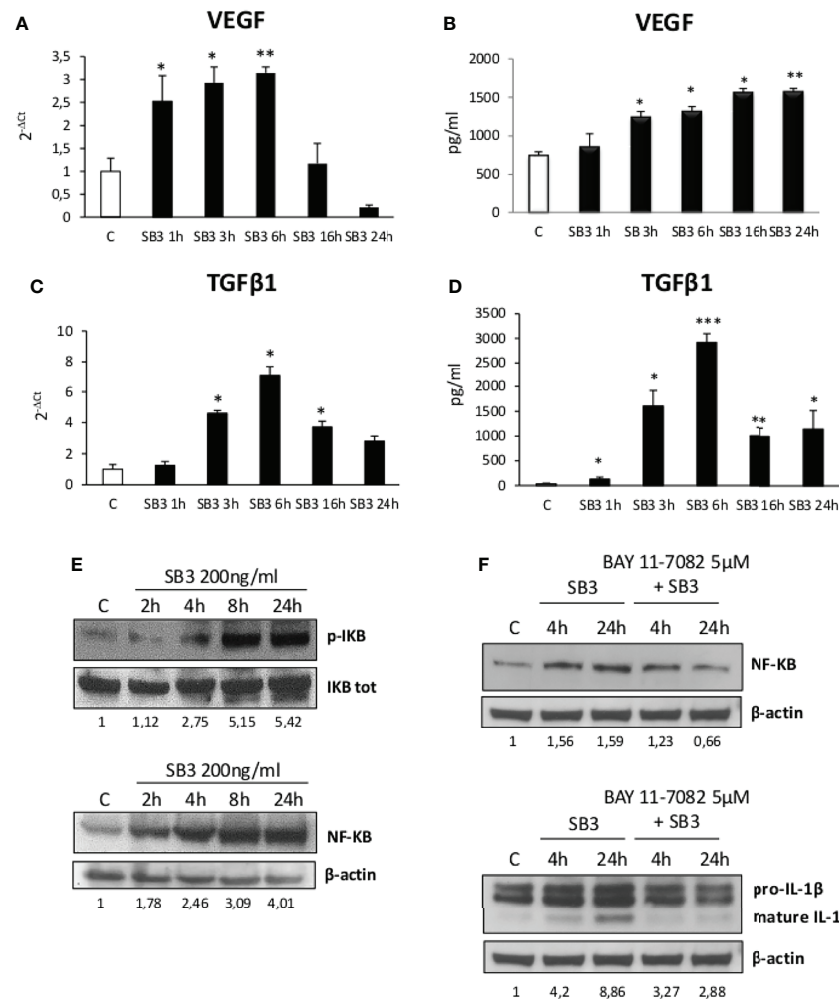 A
VEGF
3,5
3
2,5
2
1,5
1
0,5
0
2^-ΔCt
* * **
C SB3 1h SB3 3h SB3 6h SB3 16h SB3 24h
B
VEGF
2000
1500
1000
500
0
pg/ml
* * * **
C SB3 1h SB 3h SB3 6h SB3 16h SB3 24h
C
TGFβ1
10
8
6
4
2
0
2^-ΔCt
* * *
C SB3 1h SB3 3h SB3 6h SB3 16h SB3 24h
D
TGFβ1
3500
3000
2500
2000
1500
1000
500
0
pg/ml
* * *** ** *
C SB3 1h SB3 3h SB3 6h SB3 16h SB3 24h
E
SB3 200ng/ml
C 2h 4h 8h 24h
p-IKB
IKB tot
1 1,12 2,75 5,15 5,42
SB3 200ng/ml
C 2h 4h 8h 24h
NF-KB
β-actin
1 1,78 2,46 3,09 4,01
F
BAY 11-7082 5μM
SB3 + SB3
C 4h 24h 4h 24h
NF-KB
β-actin
1 1,56 1,59 1,23 0,66
BAY 11-7082 5μM
SB3 + SB3
C 4h 24h 4h 24h
pro-IL-1β
mature IL-1
β-actin
1 4,2 8,86 3,27 2,88